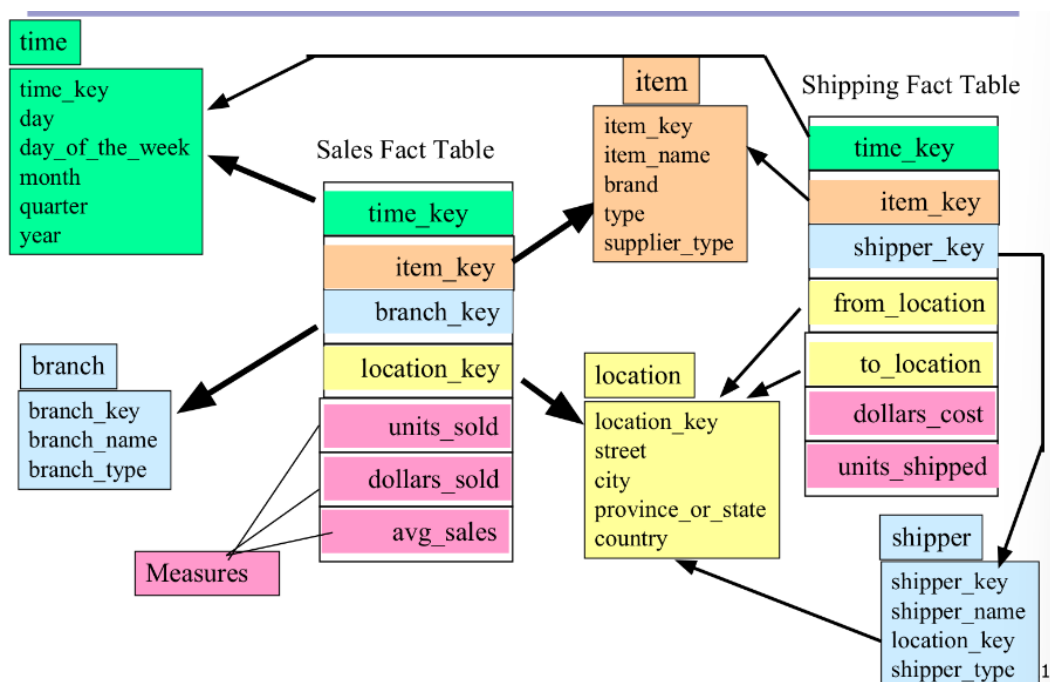 time
time_key
day
day_of_the_week
month
quarter
year
Sales Fact Table
time_key
item_key
branch_key
location_key
units_sold
dollars_sold
avg_sales
Measures
branch
branch_key
branch_name
branch_type
item
item_key
item_name
brand
type
supplier_type
location
location_key
street
city
province_or_state
country
Shipping Fact Table
time_key
item_key
shipper_key
from_location
to_location
dollars_cost
units_shipped
shipper
shipper_key
shipper_name
location_key
shipper_type
1